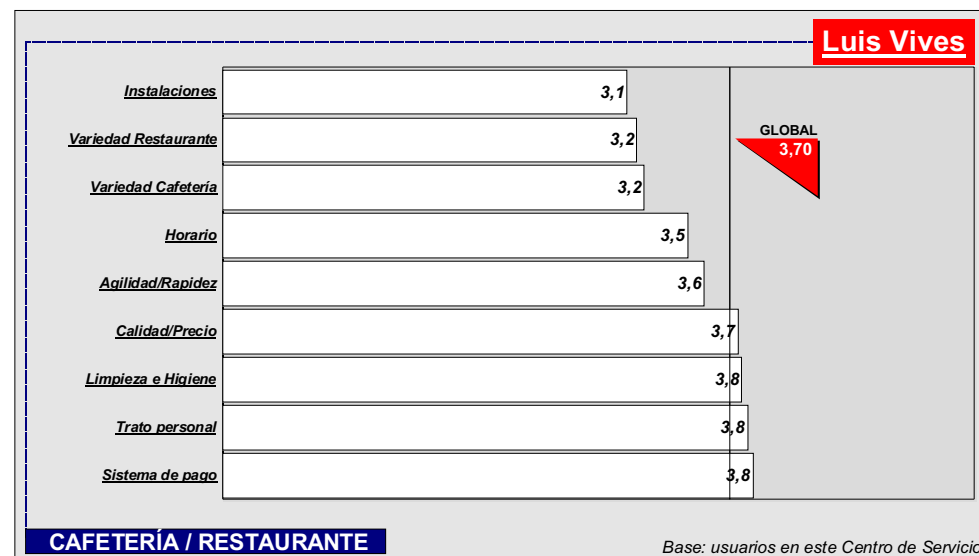 Luis Vives
Instalaciones 3,1
Variedad Restaurante 3,2
GLOBAL
3,70
Variedad Cafetería 3,2
Horario 3,5
Agilidad/Rapidez 3,6
Calidad/Precio 3,7
Limpieza e Higiene 3,8
Trato personal 3,8
Sistema de pago 3,8
CAFETERÍA / RESTAURANTE
Base: usuarios en este Centro de Servicio